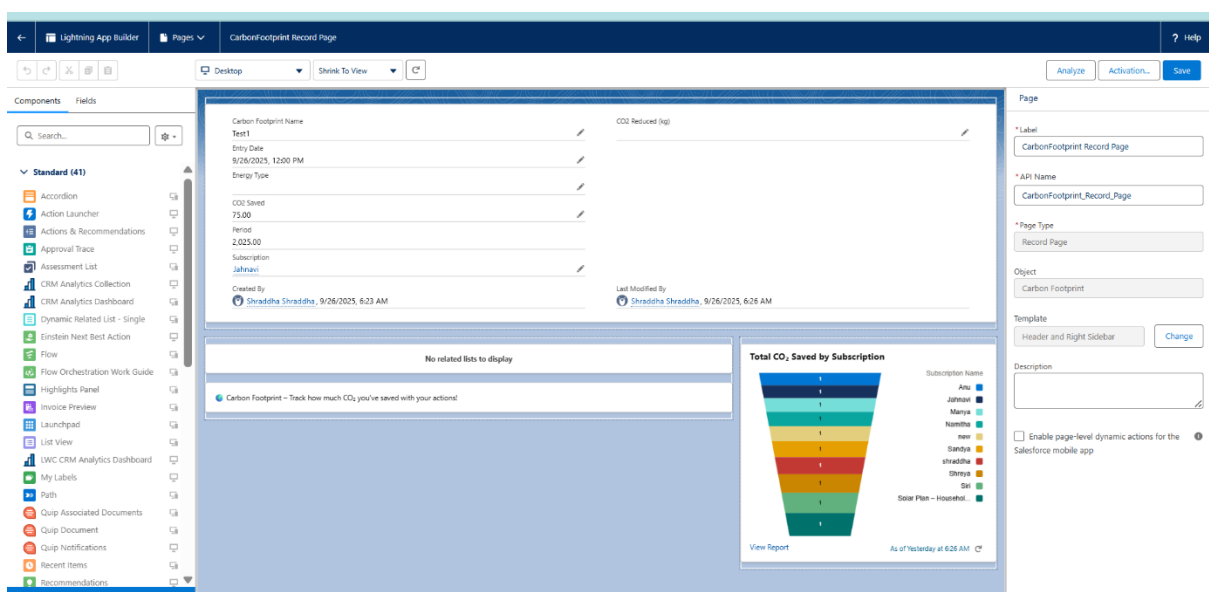 Lightning App Builder
Pages
CarbonFootprint Record Page
? Help
Desktop
Shrink To View
Analyze
Activation...
Save
Components
Fields
Search...
Standard (41)
Accordion
Action Launcher
Actions & Recommendations
Approval Trace
Assessment List
CRM Analytics Collection
CRM Analytics Dashboard
Dynamic Related List - Single
Einstein Next Best Action
Flow
Flow Orchestration Work Guide
Highlights Panel
Invoice Preview
Launchpad
List View
LWC CRM Analytics Dashboard
My Labels
Path
Quip Associated Documents
Quip Document
Quip Notifications
Recent Items
Recommendations
Carbon Footprint Name
Test1
Entry Date
9/26/2025, 12:00 PM
Energy Type
CO2 Saved
75.00
Period
2,025.00
Subscription
Jahnavi
Created By
Shraddha Shraddha, 9/26/2025, 6:23 AM
CO2 Reduced (kg)
Last Modified By
Shraddha Shraddha, 9/26/2025, 6:26 AM
No related lists to display
Carbon Footprint – Track how much CO₂ you've saved with your actions!
Total CO₂ Saved by Subscription
1
1
1
1
1
1
1
1
1
1
Subscription Name
Anu
Jahnavi
Manya
Namitha
new
Sandya
shraddha
Shreya
Siri
Solar Plan – Househol...
View Report
As of Yesterday at 6:26 AM
Page
*Label
CarbonFootprint Record Page
*API Name
CarbonFootprint_Record_Page
*Page Type
Record Page
Object
Carbon Footprint
Template
Header and Right Sidebar
Change
Description
Enable page-level dynamic actions for the
Salesforce mobile app